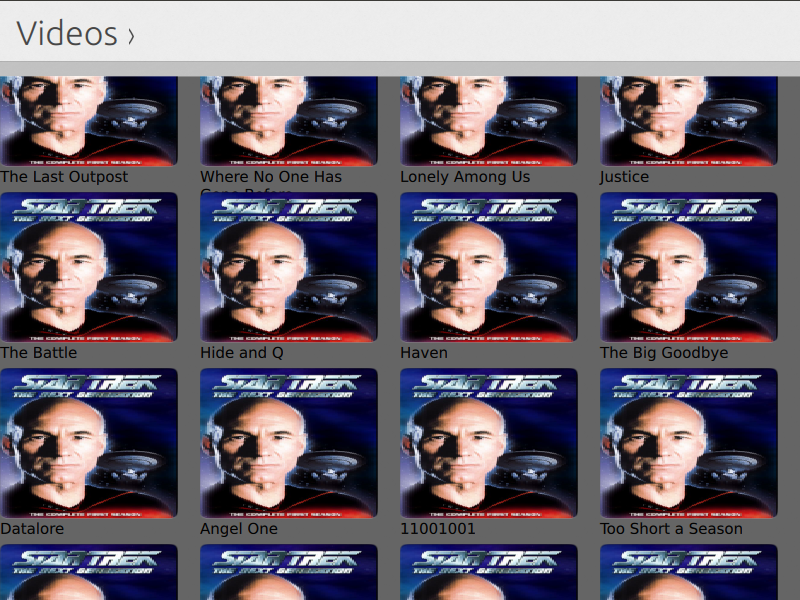 Videos ›
THE COMPLETE FIRST SEASON
THE COMPLETE FIRST SEASON
THE COMPLETE FIRST SEASON
THE COMPLETE FIRST SEASON
The Last Outpost
Where No One Has
Lonely Among Us
Justice
Gone Before
STAR TREK
STAR TREK
STAR TREK
STAR TREK
THE NEXT GENERATION
THE NEXT GENERATION
THE NEXT GENERATION
THE NEXT GENERATION
THE COMPLETE FIRST SEASON
THE COMPLETE FIRST SEASON
THE COMPLETE FIRST SEASON
THE COMPLETE FIRST SEASON
The Battle
Hide and Q
Haven
The Big Goodbye
STAR TREK
STAR TREK
STAR TREK
STAR TREK
THE NEXT GENERATION
THE NEXT GENERATION
THE NEXT GENERATION
THE NEXT GENERATION
THE COMPLETE FIRST SEASON
THE COMPLETE FIRST SEASON
THE COMPLETE FIRST SEASON
THE COMPLETE FIRST SEASON
Datalore
Angel One
11001001
Too Short a Season
STAR TREK
STAR TREK
STAR TREK
STAR TREK
THE NEXT GENERATION
THE NEXT GENERATION
THE NEXT GENERATION
THE NEXT GENERATION